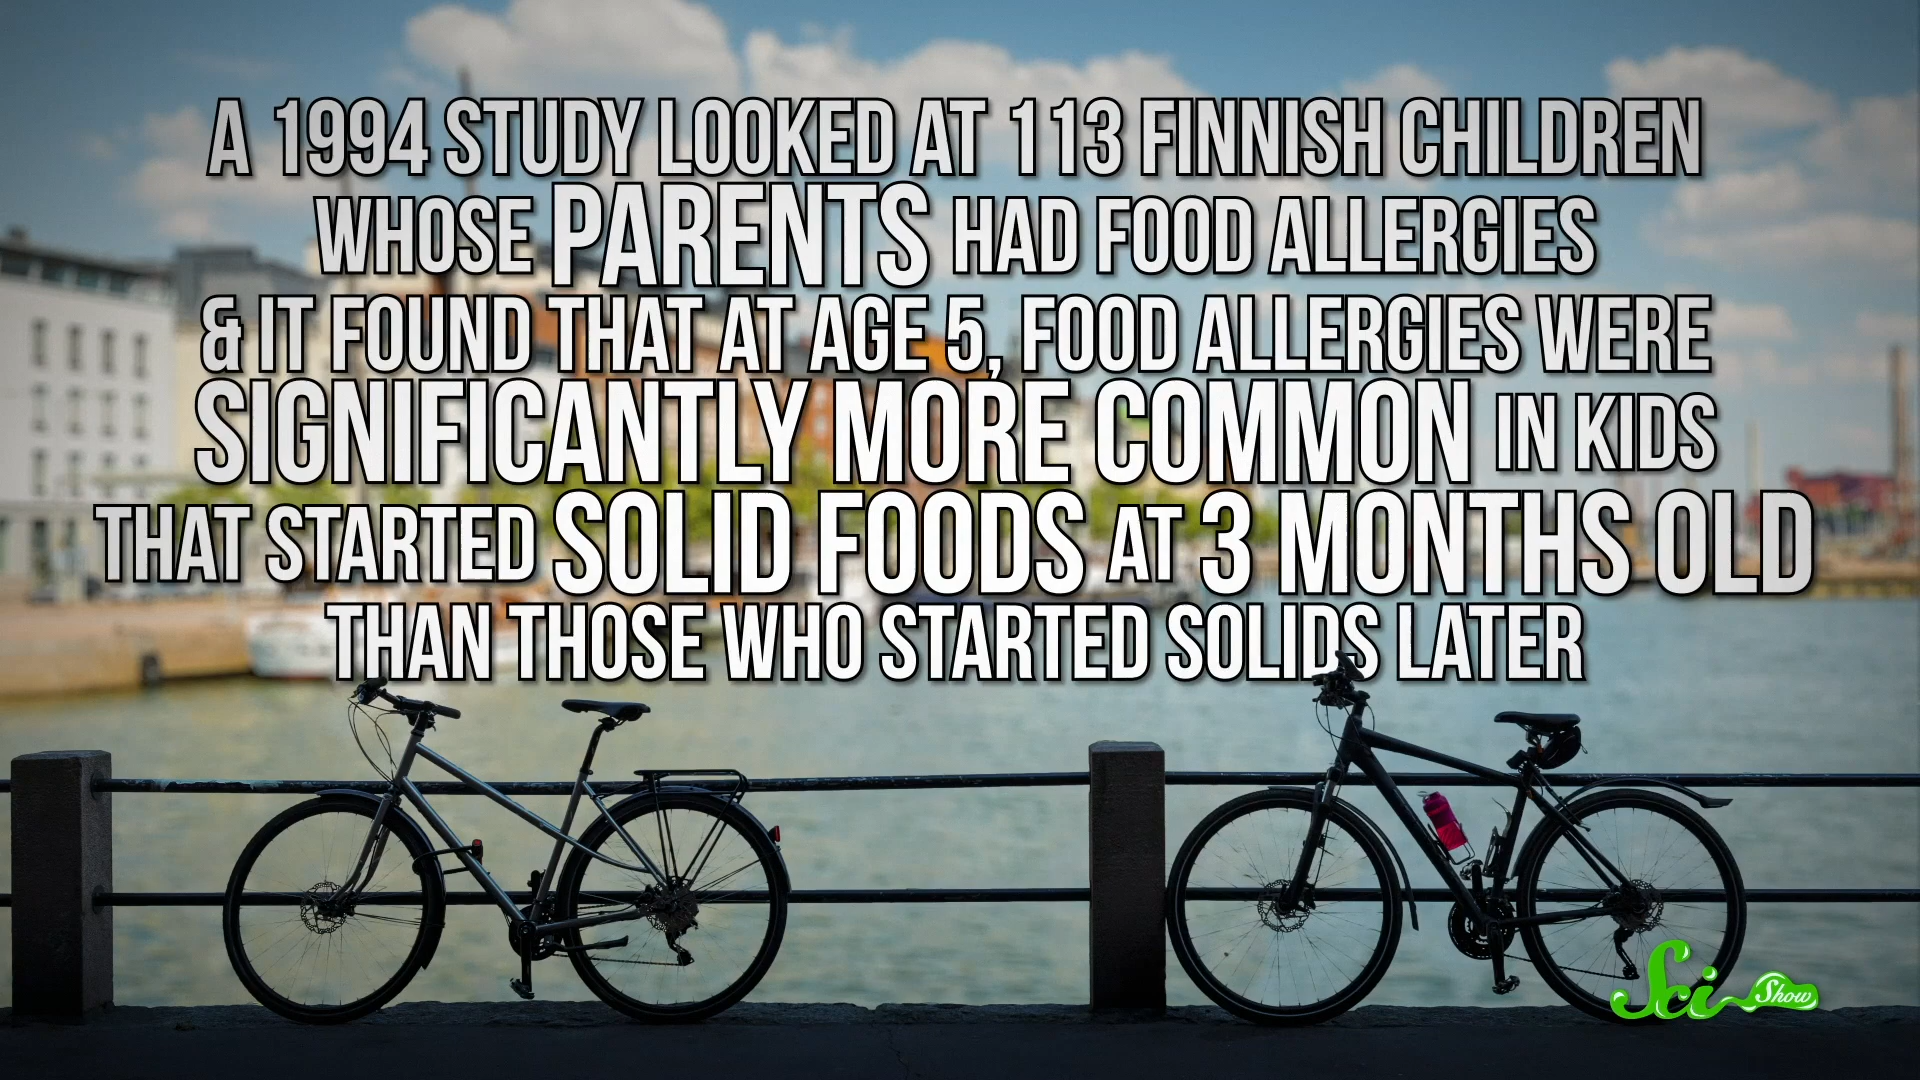 A 1994 STUDY LOOKED AT 113 FINNISH CHILDREN
WHOSE PARENTS HAD FOOD ALLERGIES
& IT FOUND THAT AT AGE 5, FOOD ALLERGIES WERE
SIGNIFICANTLY MORE COMMON IN KIDS
THAT STARTED SOLID FOODS AT 3 MONTHS OLD
THAN THOSE WHO STARTED SOLIDS LATER
Sci Show